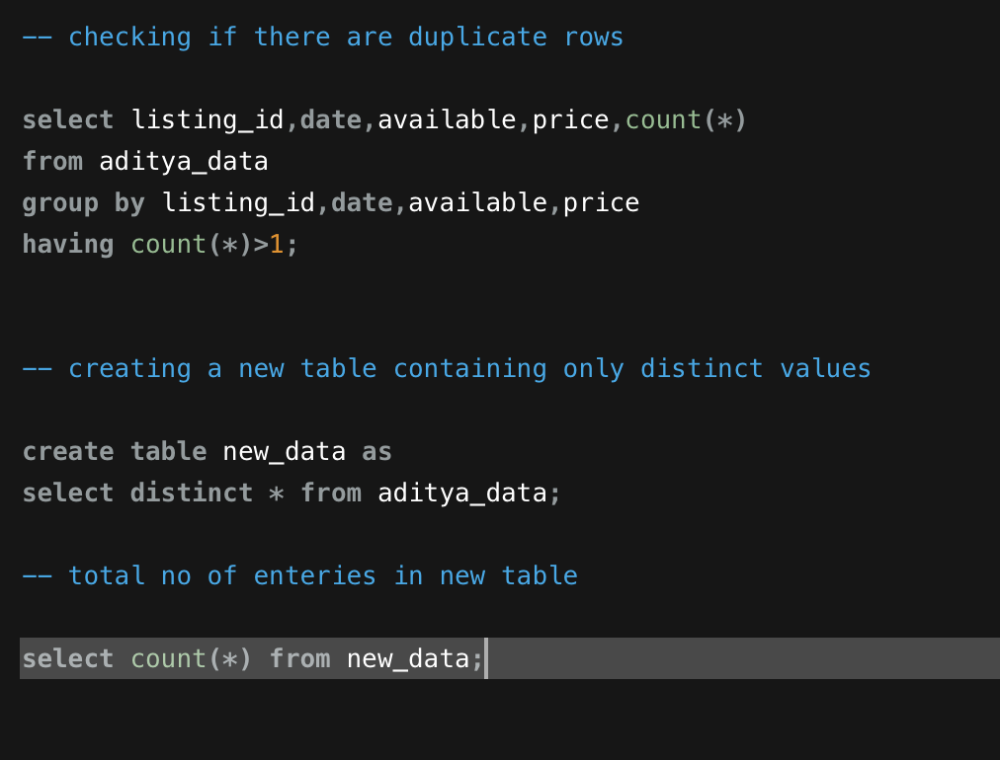 -- checking if there are duplicate rows
select listing_id,date,available,price,count(*)
from aditya_data
group by listing_id,date,available,price
having count(*)>1;
-- creating a new table containing only distinct values
create table new_data as
select distinct * from aditya_data;
-- total no of enteries in new table
select count(*) from new_data;